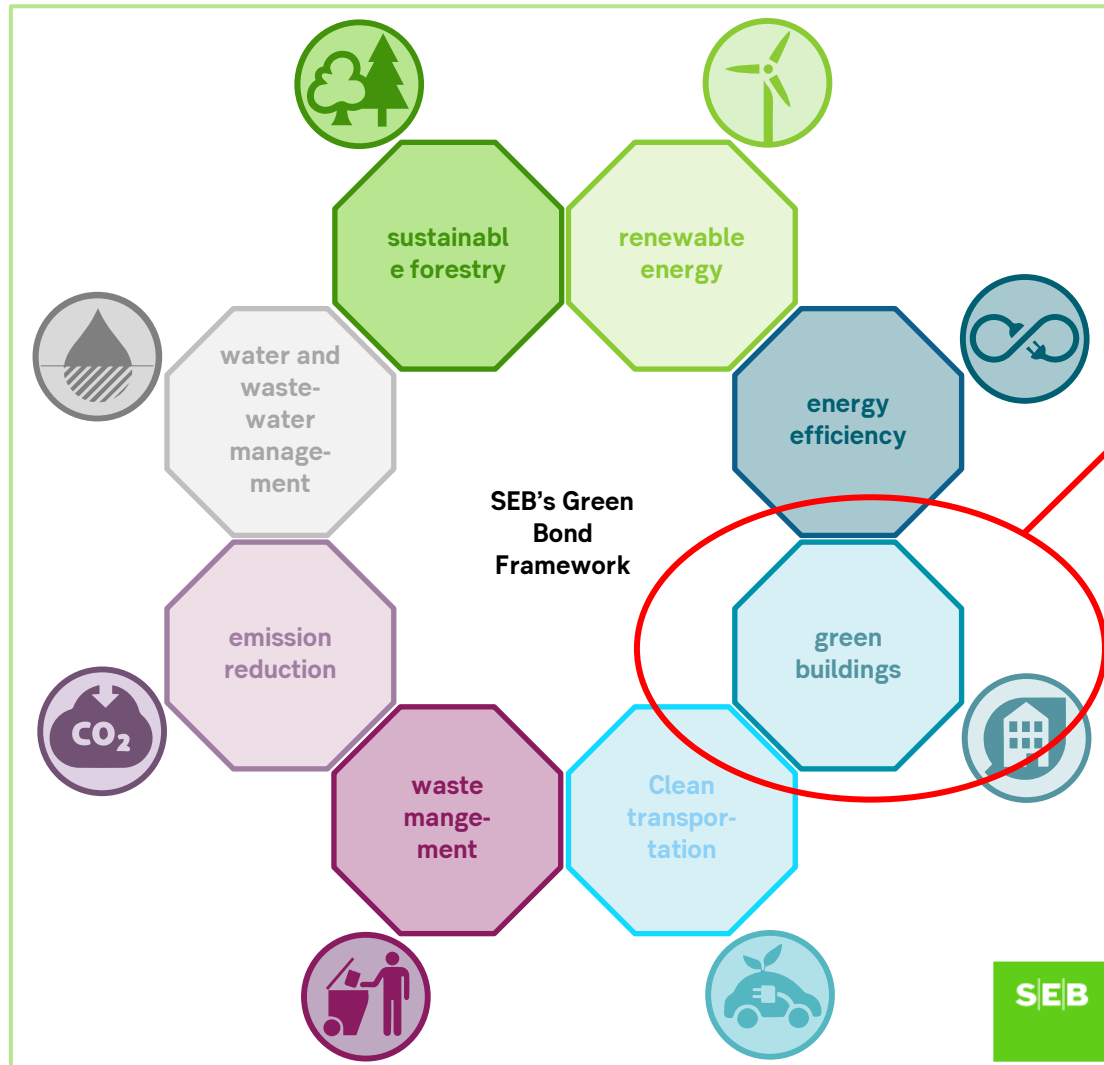 sustainabl
e forestry
renewable
energy
water and
waste-
water
manage-
ment
energy
efficiency
SEB's Green
Bond
Framework
emission
reduction
green
buildings
CO₂
waste
mange-
ment
Clean
transpor-
tation
S|E|B